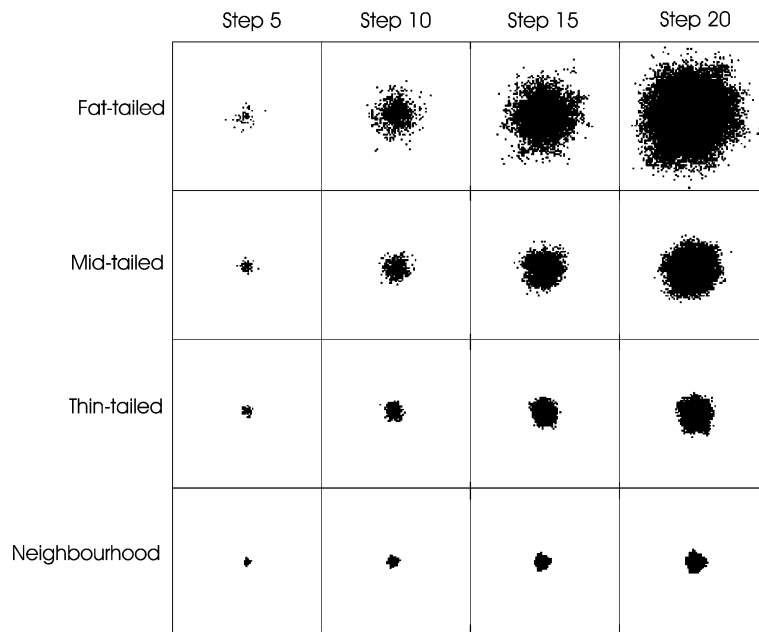 Step 5 Step 10 Step 15 Step 20
Fat-tailed
Mid-tailed
Thin-tailed
Neighbourhood